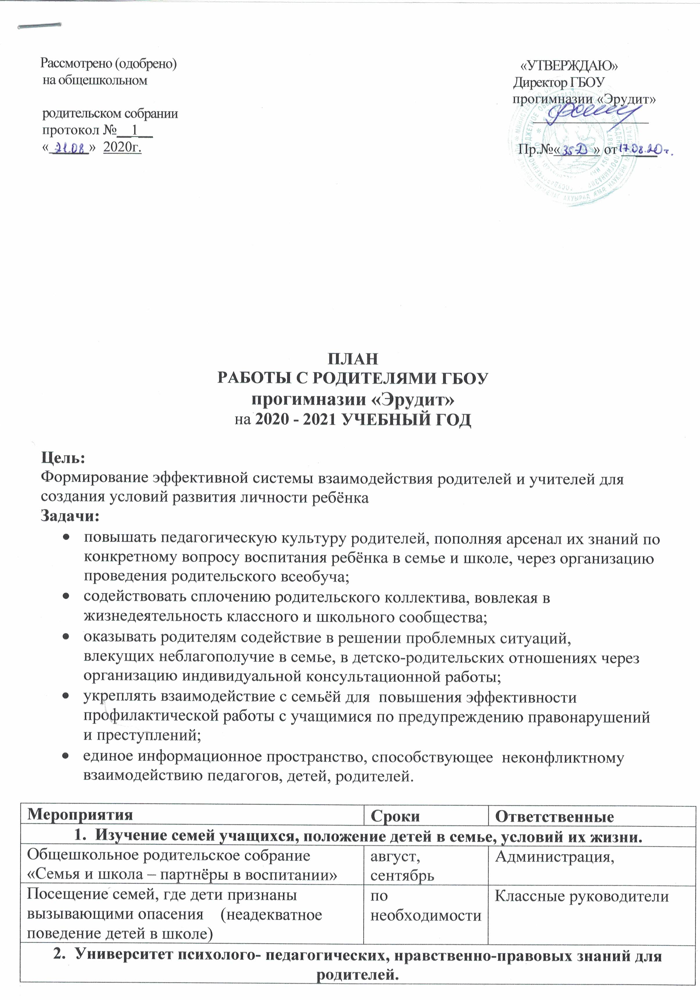 Рассмотрено (одобрено)
на общешкольном
родительском собрании
протокол №__1__
«_21.08_» 2020г.
«УТВЕРЖДАЮ»
Директор ГБОУ
прогимназии «Эрудит»
Пр.№«_35-D_» от 17.08.20 г.
ПЛАН
РАБОТЫ С РОДИТЕЛЯМИ ГБОУ
прогимназии «Эрудит»
на 2020 - 2021 УЧЕБНЫЙ ГОД
Цель:
Формирование эффективной системы взаимодействия родителей и учителей для
создания условий развития личности ребёнка
Задачи:
• повышать педагогическую культуру родителей, пополняя арсенал их знаний по
конкретному вопросу воспитания ребёнка в семье и школе, через организацию
проведения родительского всеобуча;
• содействовать сплочению родительского коллектива, вовлекая в
жизнедеятельность классного и школьного сообщества;
• оказывать родителям содействие в решении проблемных ситуаций,
влекущих неблагополучие в семье, в детско-родительских отношениях через
организацию индивидуальной консультационной работы;
• укреплять взаимодействие с семьёй для повышения эффективности
профилактической работы с учащимися по предупреждению правонарушений
и преступлений;
• единое информационное пространство, способствующее неконфликтному
взаимодействию педагогов, детей, родителей.
Мероприятия Сроки Ответственные
1. Изучение семей учащихся, положение детей в семье, условий их жизни.
Общешкольное родительское собрание
«Семья и школа – партнёры в воспитании»
август,
сентябрь
Администрация,
Посещение семей, где дети признаны
вызывающими опасения (неадекватное
поведение детей в школе)
по
необходимости
Классные руководители
2. Университет психолого- педагогических, нравственно-правовых знаний для
родителей.